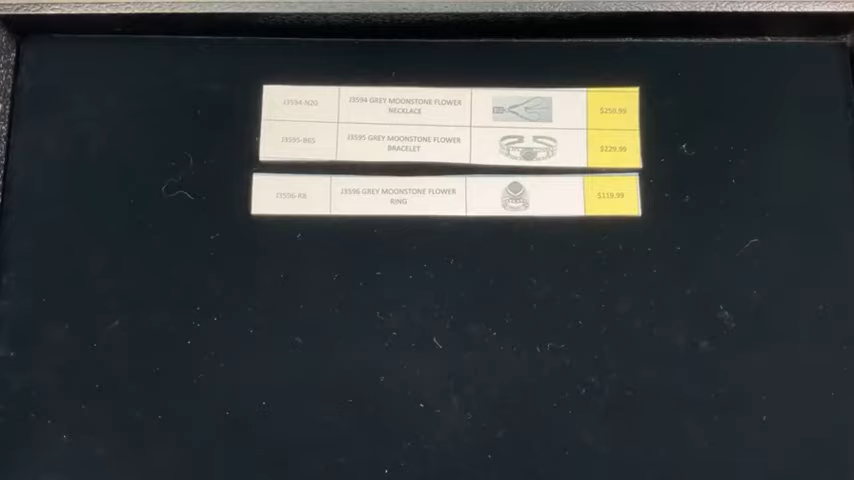 J3594-N20 J3594 GREY MOONSTONE FLOWER NECKLACE $259.99
J3595-B65 J3595 GREY MOONSTONE FLOWER BRACELET $229.99
J3596-R8 J3596 GREY MOONSTONE FLOWER RING $119.99